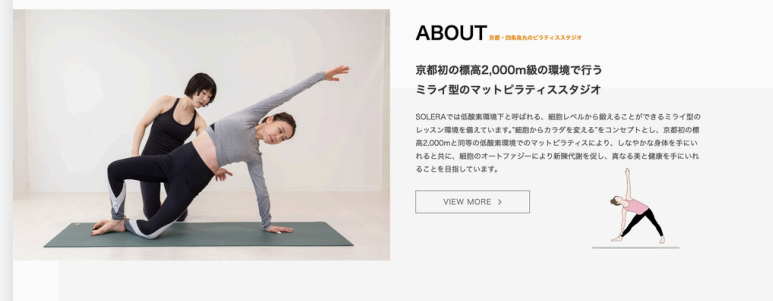 ABOUT 京都・四条烏丸のピラティススタジオ
京都初の標高2,000m級の環境で行う
ミライ型のマットピラティススタジオ
SOLERAでは低酸素環境下と呼ばれる、細胞レベルから鍛えることができるミライ型の
レッスン環境を備えています。"細胞からカラダを変える"をコンセプトとし、京都初の標
高2,000mと同等の低酸素環境でのマットピラティスにより、しなやかな身体を手にい
れると共に、細胞のオートファジーにより新陳代謝を促し、真なる美と健康を手にいれ
ることを目指しています。
VIEW MORE